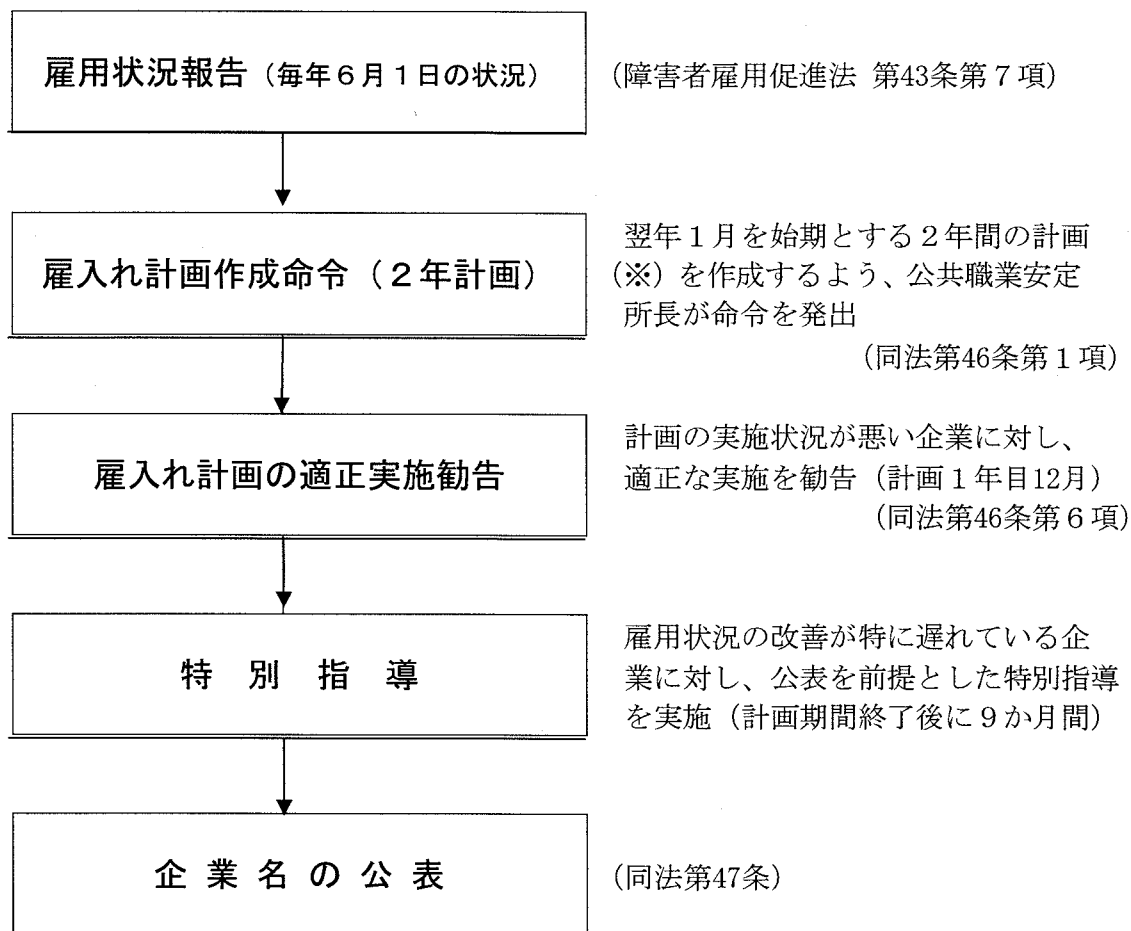 雇用状況報告（毎年６月１日の状況）
（障害者雇用促進法 第43条第７項）
雇入れ計画作成命令（２年計画）
翌年１月を始期とする２年間の計画
（※）を作成するよう、公共職業安定
所長が命令を発出
（同法第46条第１項）
雇入れ計画の適正実施勧告
計画の実施状況が悪い企業に対し、
適正な実施を勧告（計画１年目12月）
（同法第46条第６項）
特別指導
雇用状況の改善が特に遅れている企
業に対し、公表を前提とした特別指導
を実施（計画期間終了後に９か月間）
企業名の公表
（同法第47条）